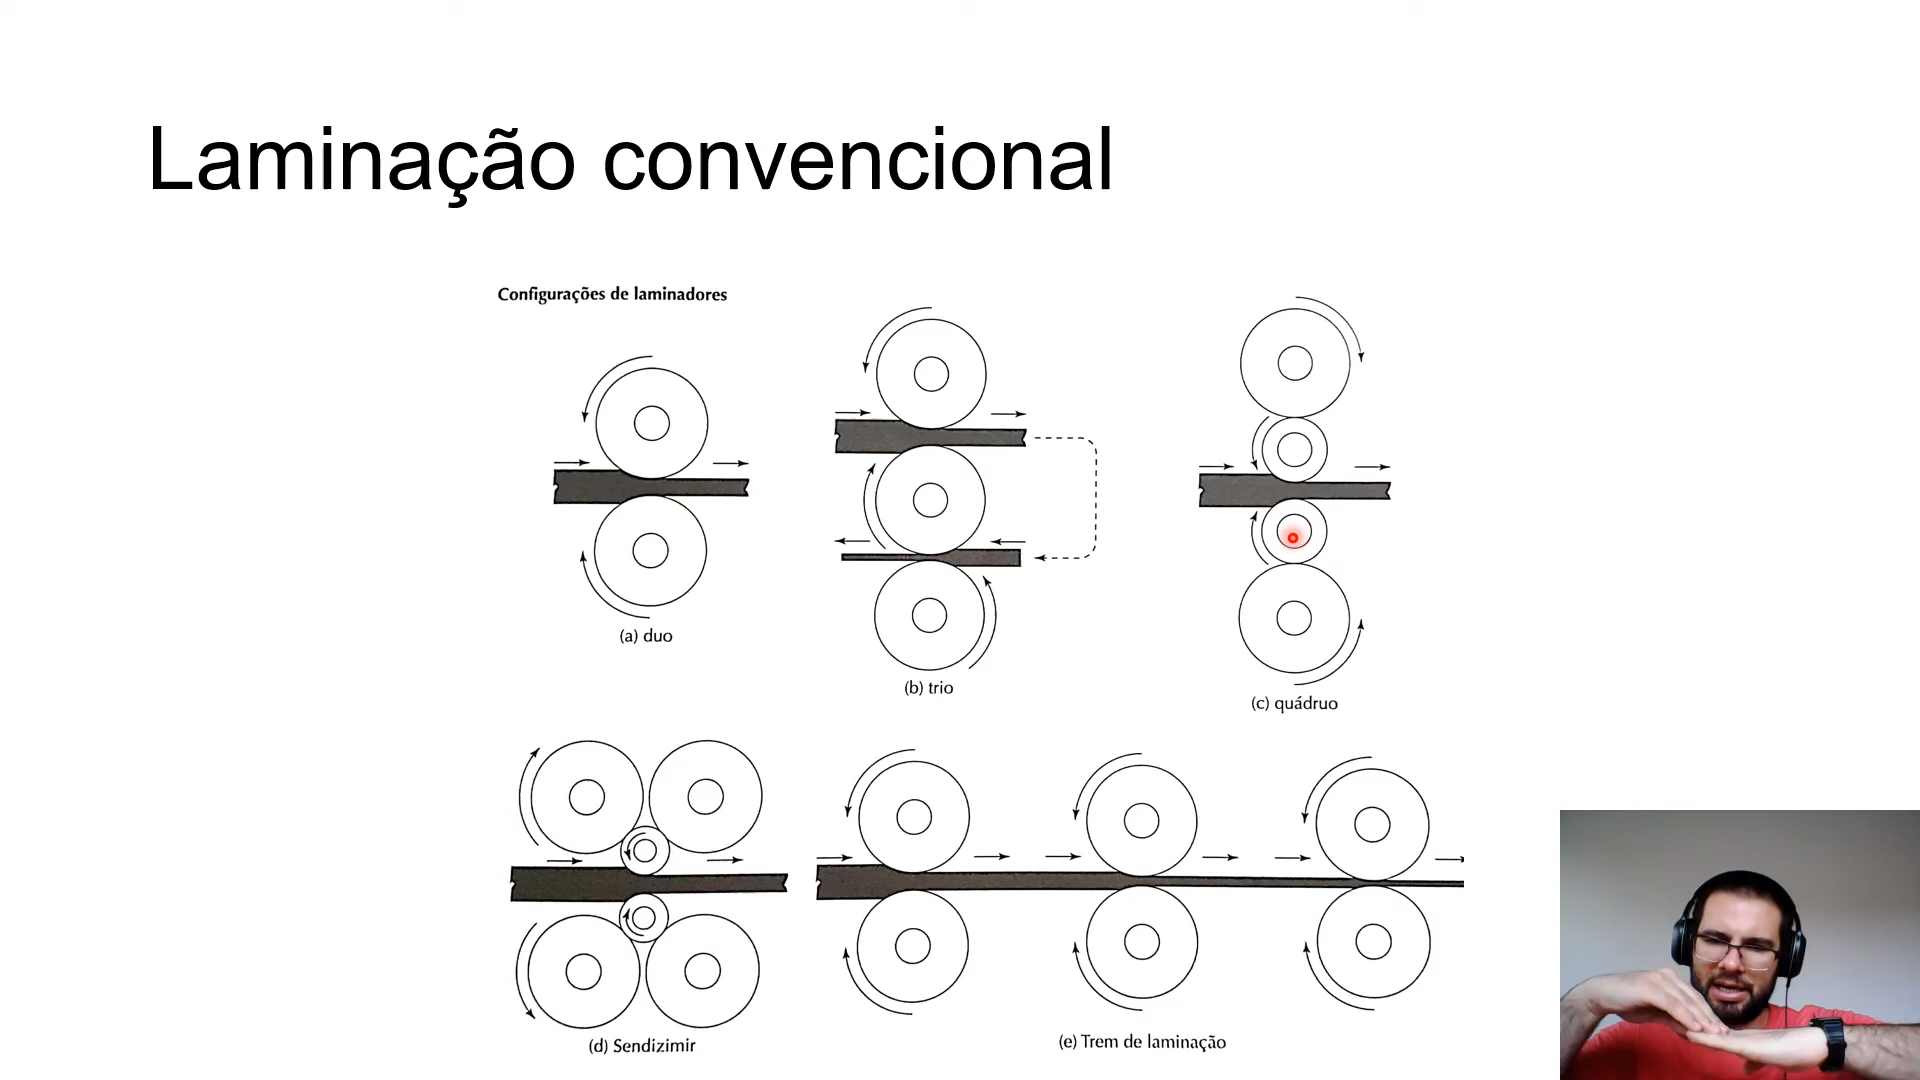 Laminação convencional
Configurações de laminadores
(a) duo
(b) trio
(c) quádruo
(d) Sendizimir
(e) Trem de laminação